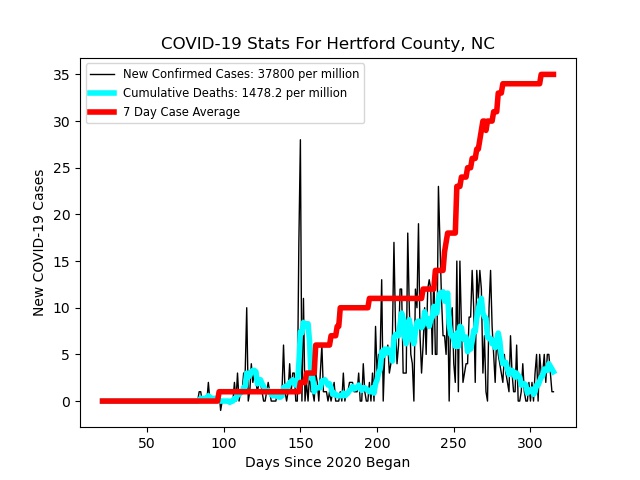 COVID-19 Stats For Hertford County, NC
New Confirmed Cases: 37800 per million
Cumulative Deaths: 1478.2 per million
7 Day Case Average
New COVID-19 Cases
35
30
25
20
15
10
5
0
50 100 150 200 250 300
Days Since 2020 Began